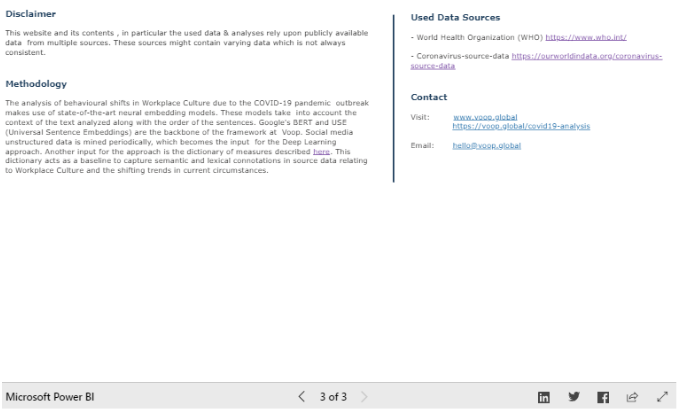 Disclaimer
This website and its contents , in particular the used data & analyses rely upon publicly available
data from multiple sources. These sources might contain varying data which is not always
consistent.
Methodology
The analysis of behavioural shifts in Workplace Culture due to the COVID-19 pandemic outbreak
makes use of state-of-the-art neural embedding models. These models take into account the
context of the text analyzed along with the order of the sentences. Google's BERT and USE
(Universal Sentence Embeddings) are the backbone of the framework at Voop. Social media
unstructured data is mined periodically, which becomes the input for the Deep Learning
approach. Another input for the approach is the dictionary of measures described here. This
dictionary acts as a baseline to capture semantic and lexical connotations in source data relating
to Workplace Culture and the shifting trends in current circumstances.
Used Data Sources
- World Health Organization (WHO) https://www.who.int/
- Coronavirus-source-data https://ourworldindata.org/coronavirus-
source-data
Contact
Visit: www.voop.global
https://voop.global/covid19-analysis
Email: hello@voop.global
Microsoft Power BI
3 of 3